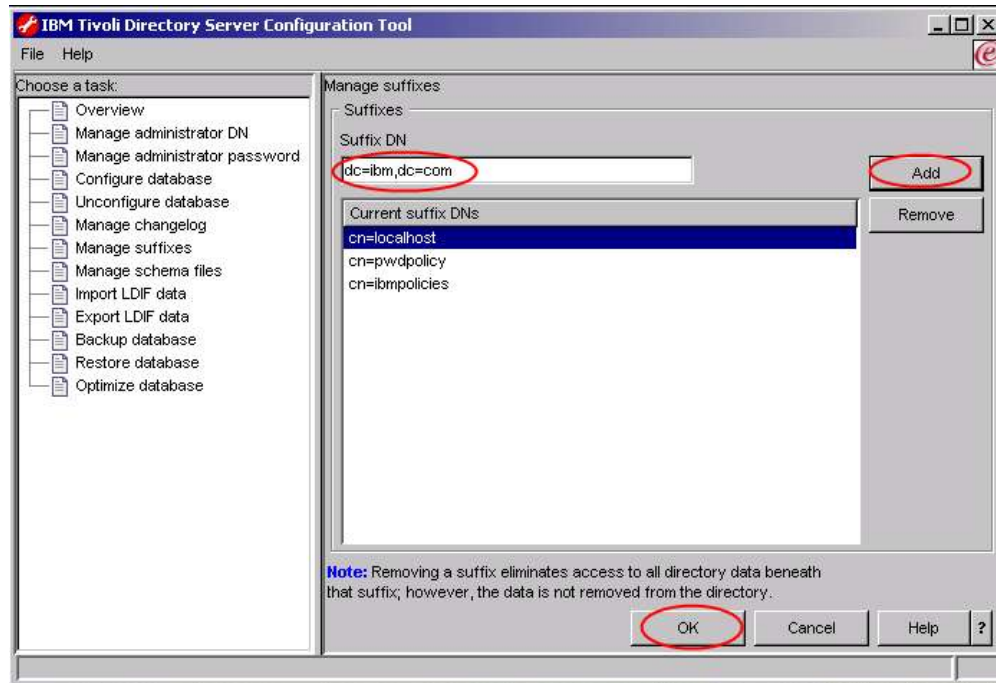 IBM Tivoli Directory Server Configuration Tool
File Help
Choose a task:
Overview
Manage administrator DN
Manage administrator password
Configure database
Unconfigure database
Manage changelog
Manage suffixes
Manage schema files
Import LDIF data
Export LDIF data
Backup database
Restore database
Optimize database
Manage suffixes
Suffixes
Suffix DN
dc=ibm,dc=com
Add
Remove
Current suffix DNs
cn=localhost
cn=pwdpolicy
cn=ibmpolicies
Note: Removing a suffix eliminates access to all directory data beneath
that suffix; however, the data is not removed from the directory.
OK Cancel Help ?